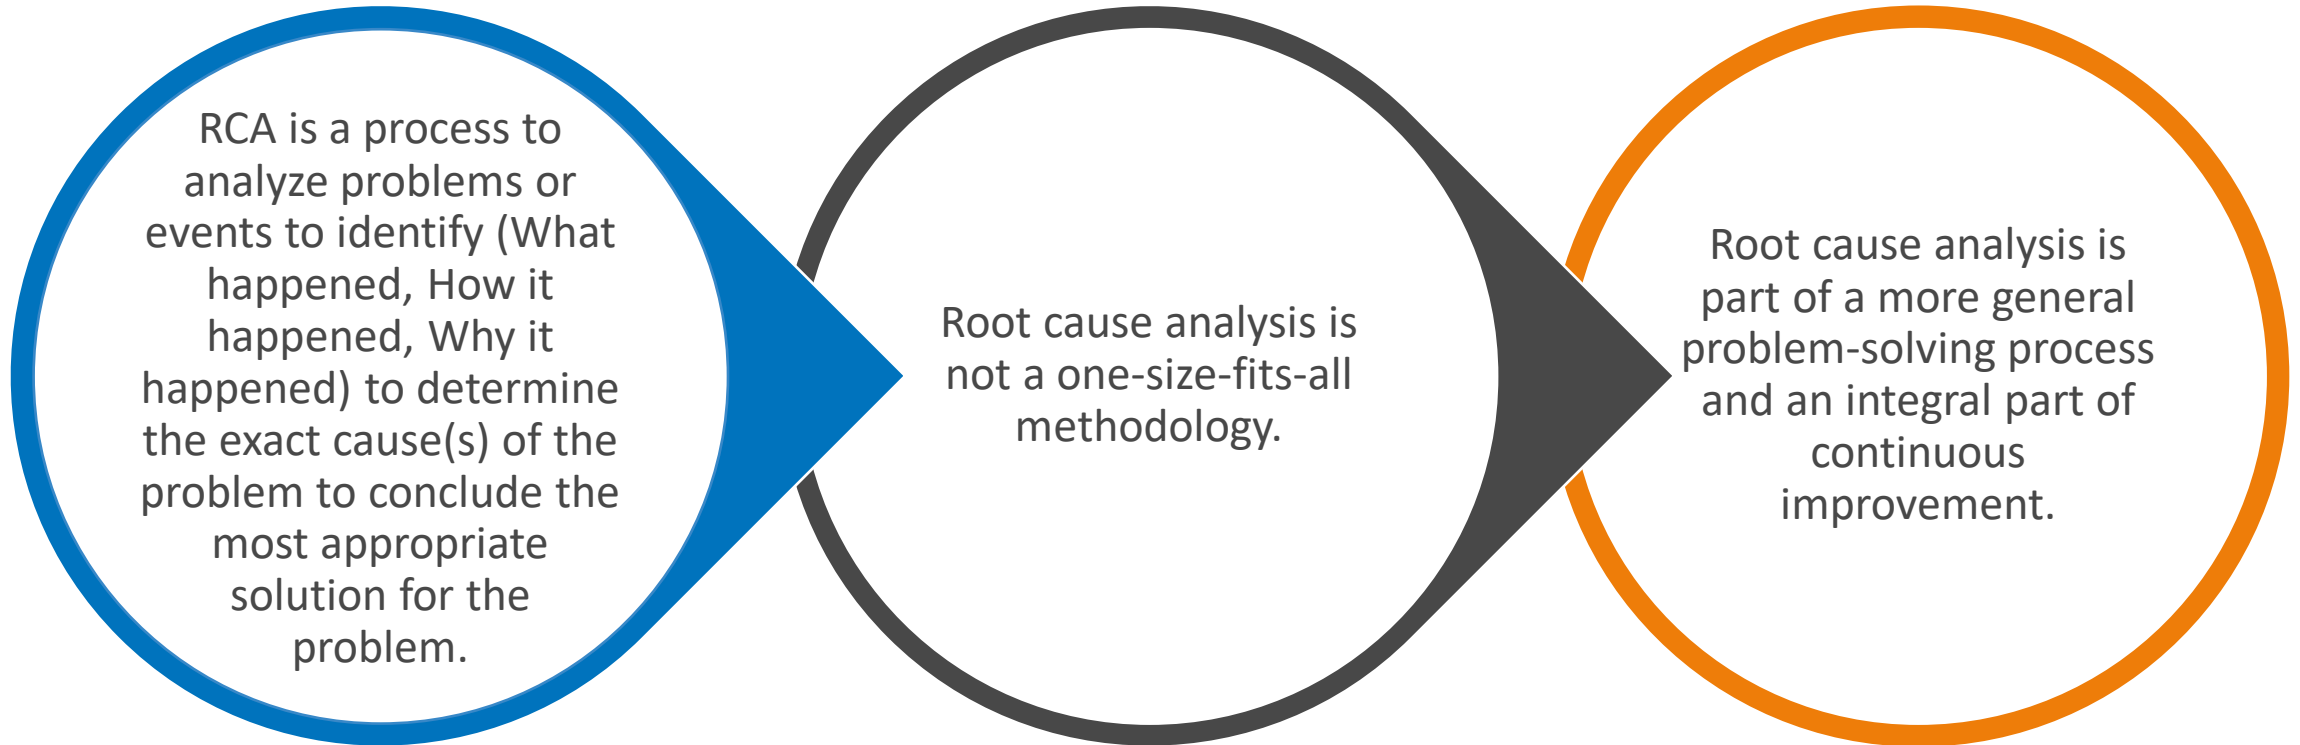 RCA is a process to
analyze problems or
events to identify (What
happened, How it
happened, Why it
happened) to determine
the exact cause(s) of the
problem to conclude the
most appropriate
solution for the
problem.
Root cause analysis is
not a one-size-fits-all
methodology.
Root cause analysis is
part of a more general
problem-solving process
and an integral part of
continuous
improvement.